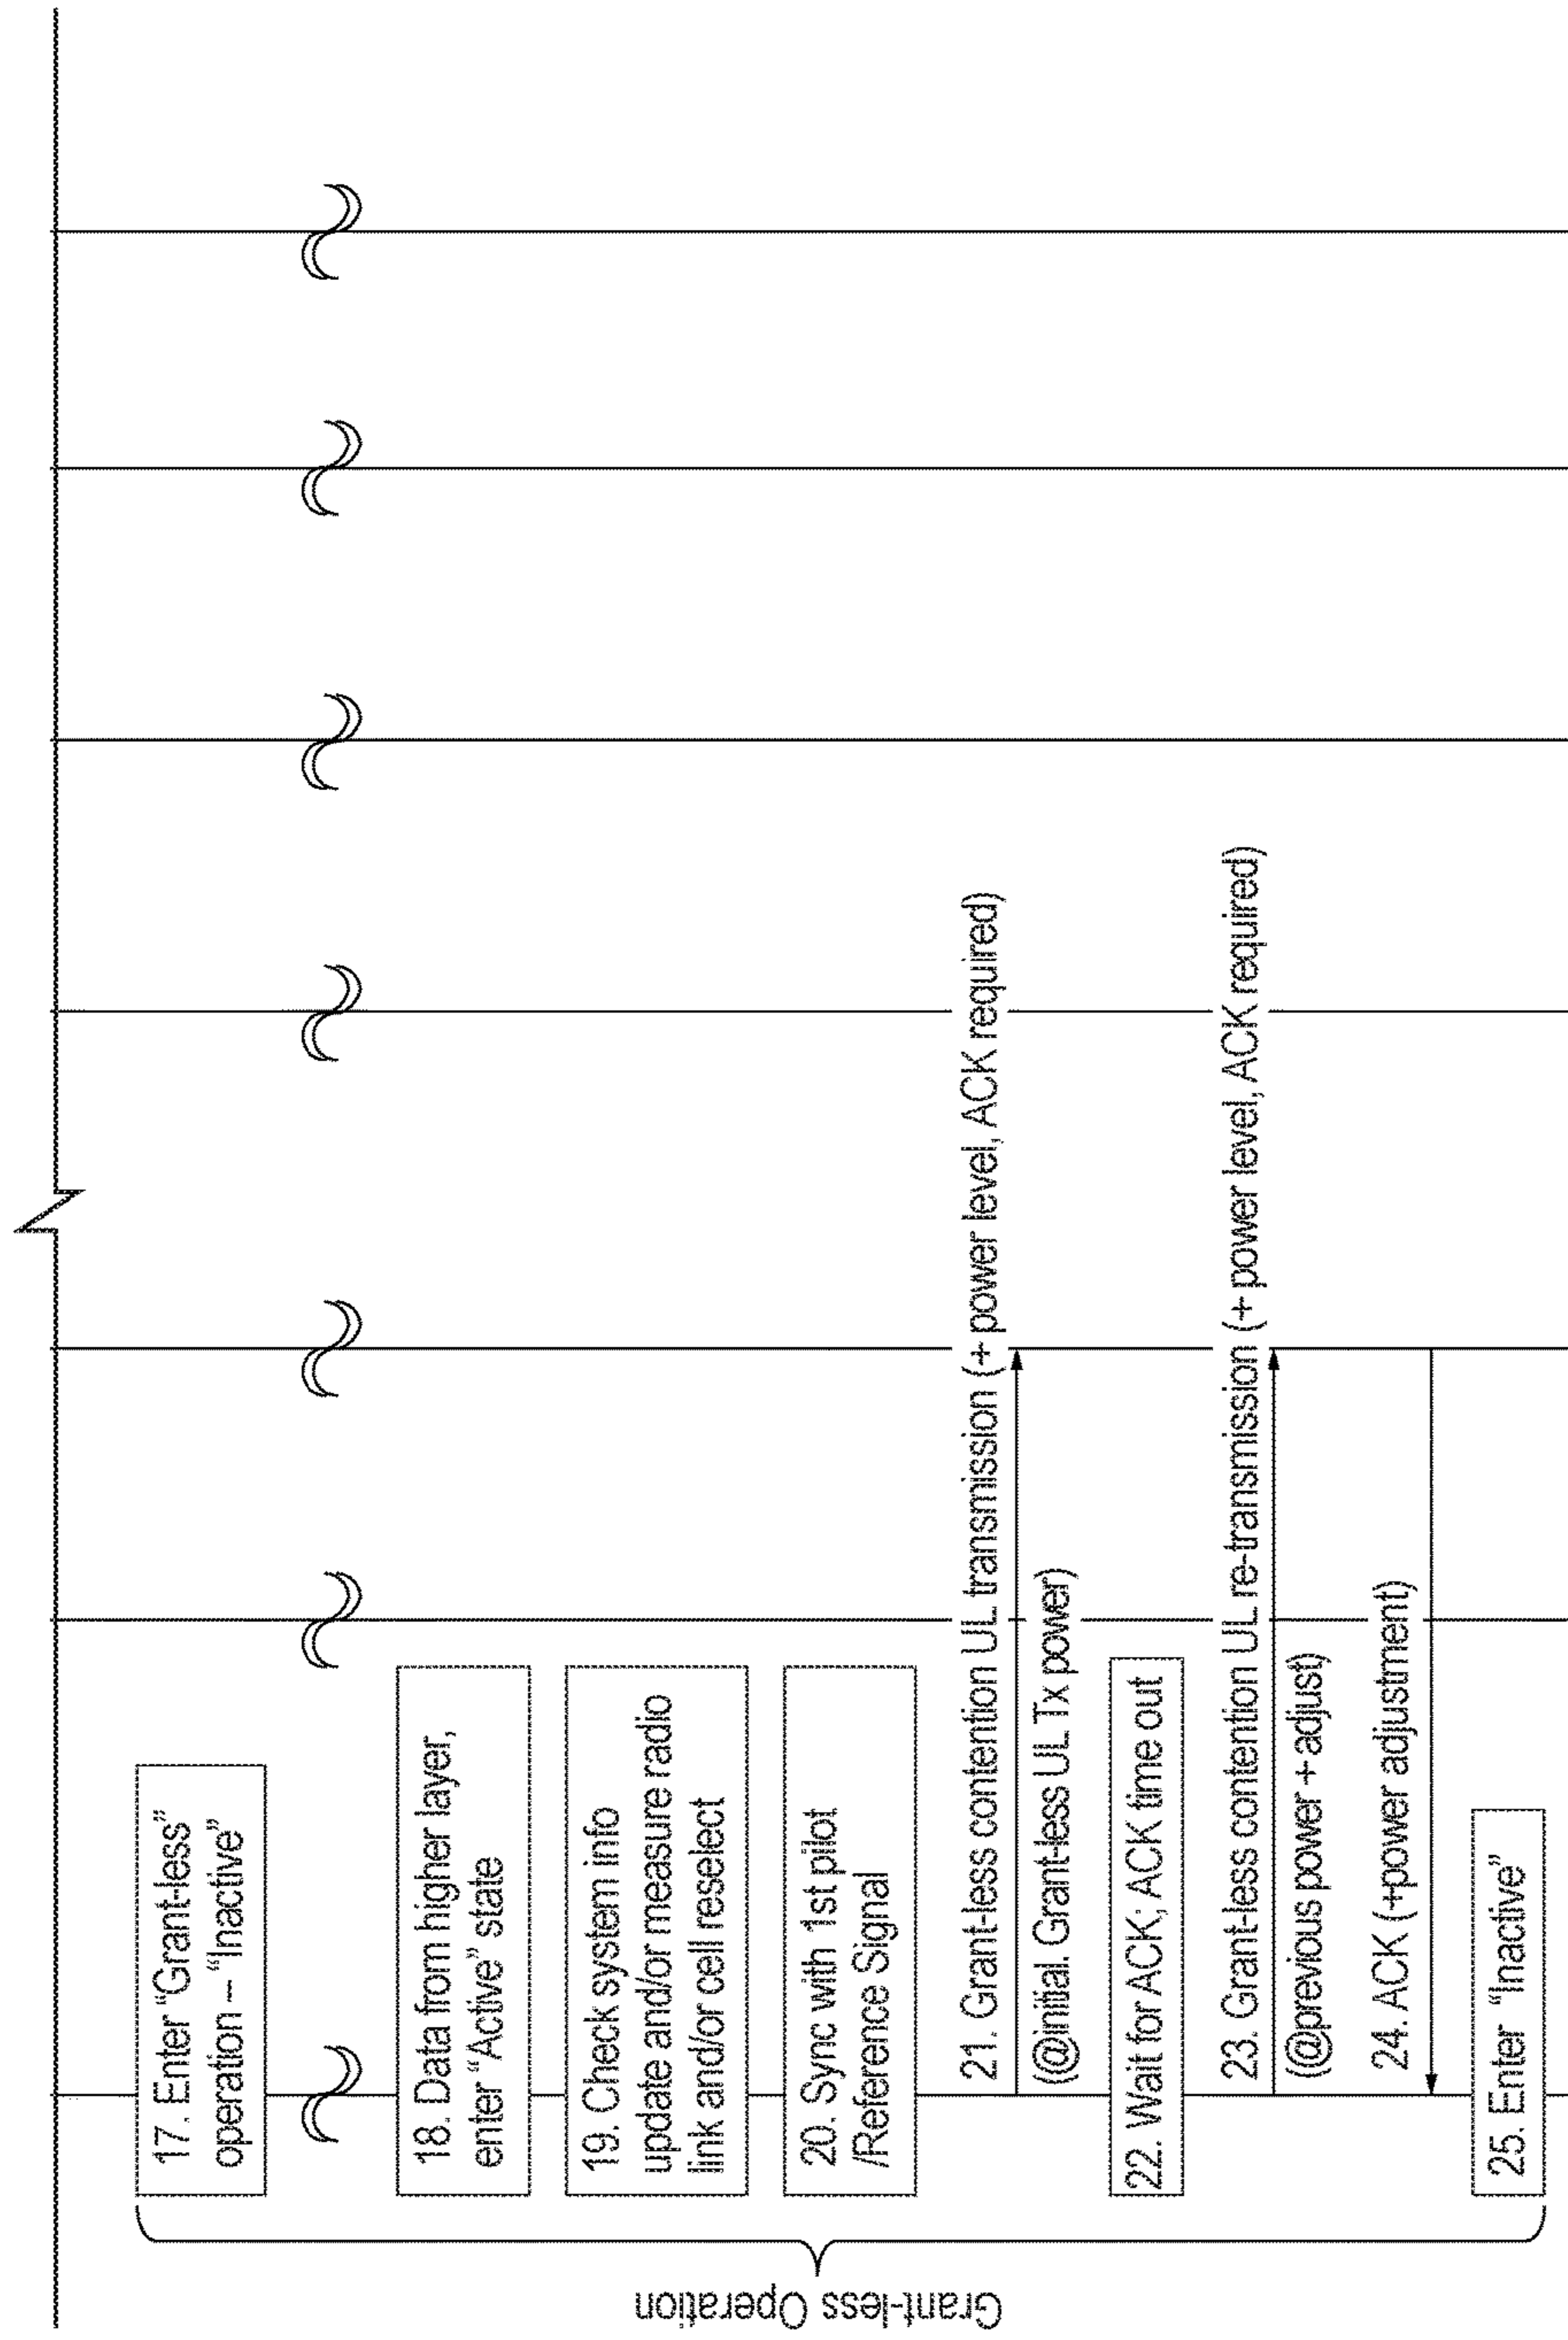 Grant-less Operation
17. Enter “Grant-less”
operation – “Inactive”
18. Data from higher layer,
enter “Active” state
19. Check system info
update and/or measure radio
link and/or cell reselect
20. Sync with 1st pilot
/Reference Signal
21. Grant-less contention UL transmission (+ power level, ACK required)
(@initial. Grant-less UL Tx power)
22. Wait for ACK; ACK time out
23. Grant-less contention UL re-transmission (+ power level, ACK required)
(@previous power + adjust)
24. ACK (+power adjustment)
25. Enter “Inactive”